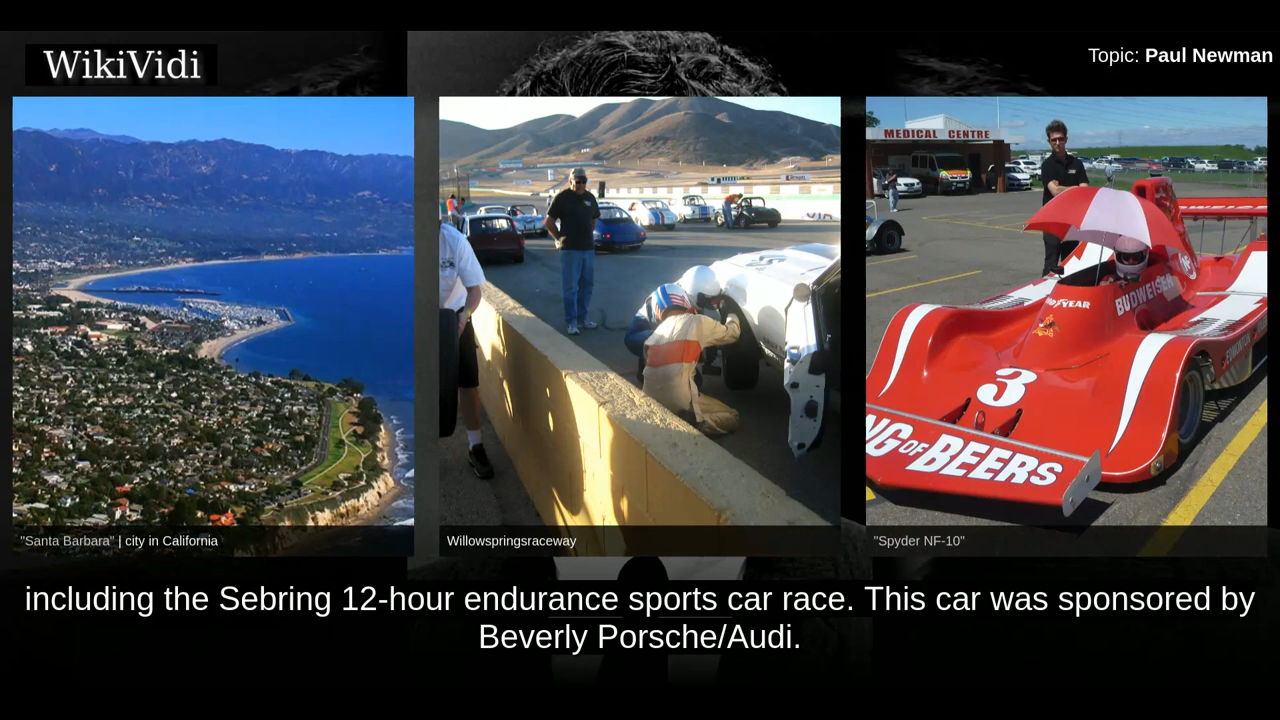 WikiVidi
Topic: Paul Newman
MEDICAL CENTRE
GOODYEAR
BUDWEISER
3
NG OF BEERS
"Santa Barbara" | city in California
Willowspringsraceway
"Spyder NF-10"
including the Sebring 12-hour endurance sports car race. This car was sponsored by
Beverly Porsche/Audi.